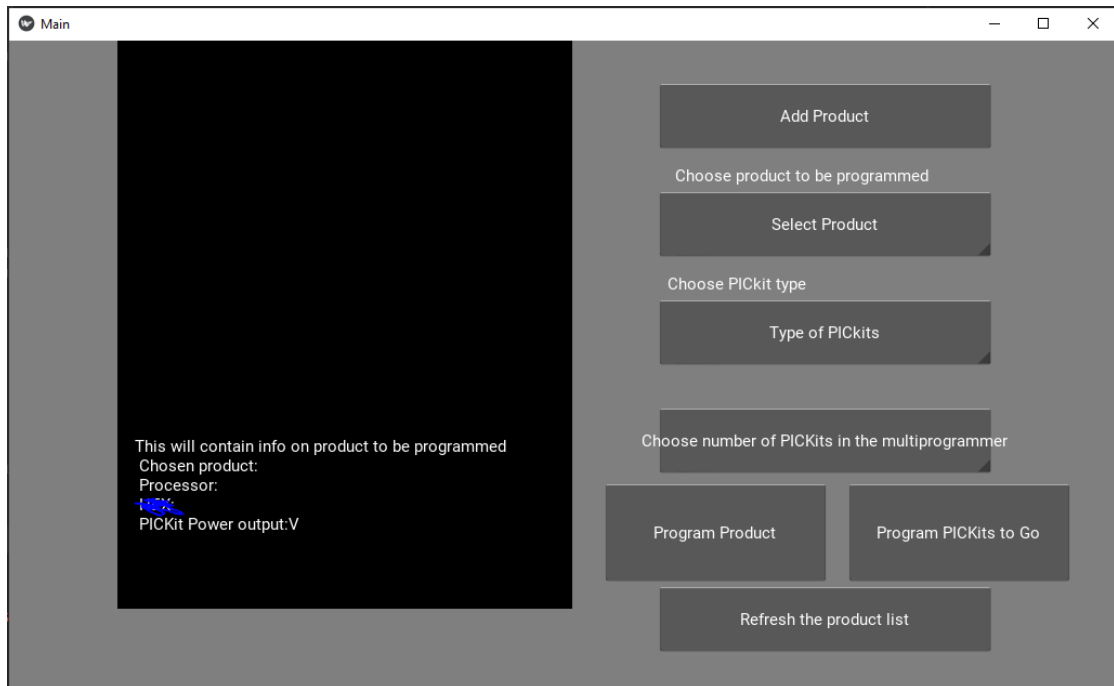 Main
Add Product
Choose product to be programmed
Select Product
Choose PICkit type
Type of PICkits
Choose number of PICKits in the multiprogrammer
Program Product
Program PICKits to Go
Refresh the product list
This will contain info on product to be programmed
Chosen product:
Processor:
PICKit Power output:V